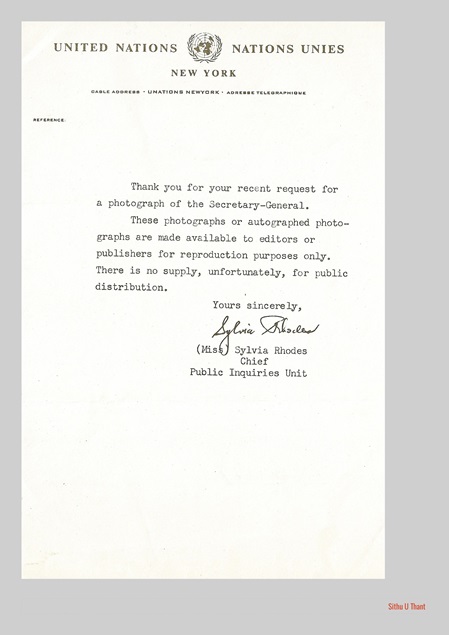 UNITED NATIONS NATIONS UNIES
NEW YORK
CABLE ADDRESS · UNATIONS NEWYORK · ADRESSE TELEGRAPHIQUE
REFERENCE:
Thank you for your recent request for
a photograph of the Secretary-General.
These photographs or autographed photo-
graphs are made available to editors or
publishers for reproduction purposes only.
There is no supply, unfortunately, for public
distribution.
Yours sincerely,
Sylvia Rhodes
(Miss) Sylvia Rhodes
Chief
Public Inquiries Unit
Sithu U Thant